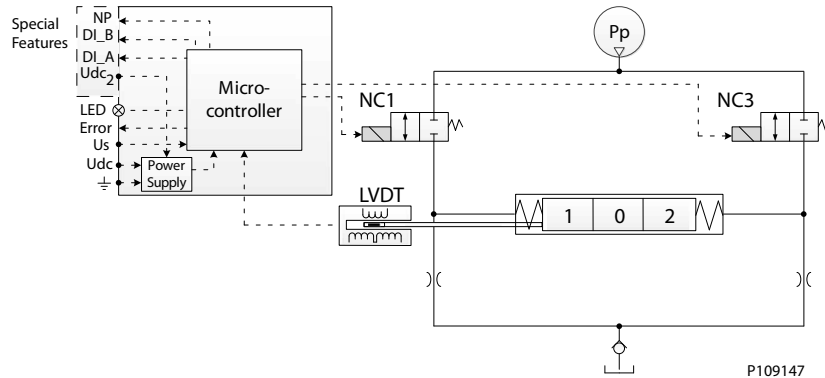 Special
Features
NP
DI_B
DI_A
Udc2
LED
Error
Us
Udc
Micro-
controller
Power
Supply
Pp
NC1
NC3
LVDT
1 0 2
P109147